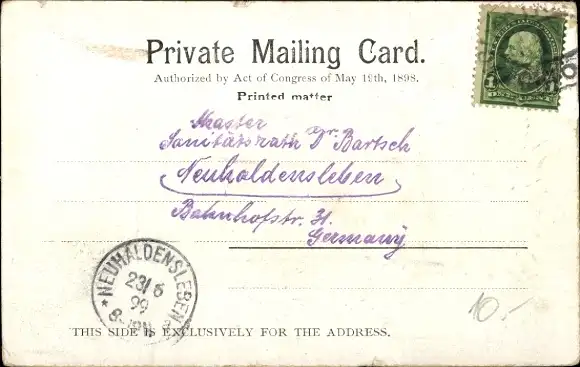 Private Mailing Card.
Authorized by Act of Congress of May 19th, 1898.
Printed matter
Master
Sanitätsrath Dr. Bartsch
Neuhaldensleben
Bahnhofstr. 31.
Germany
NEUHALDENSLEBEN
23/6
99
10.-
THIS SIDE IS EXCLUSIVELY FOR THE ADDRESS.